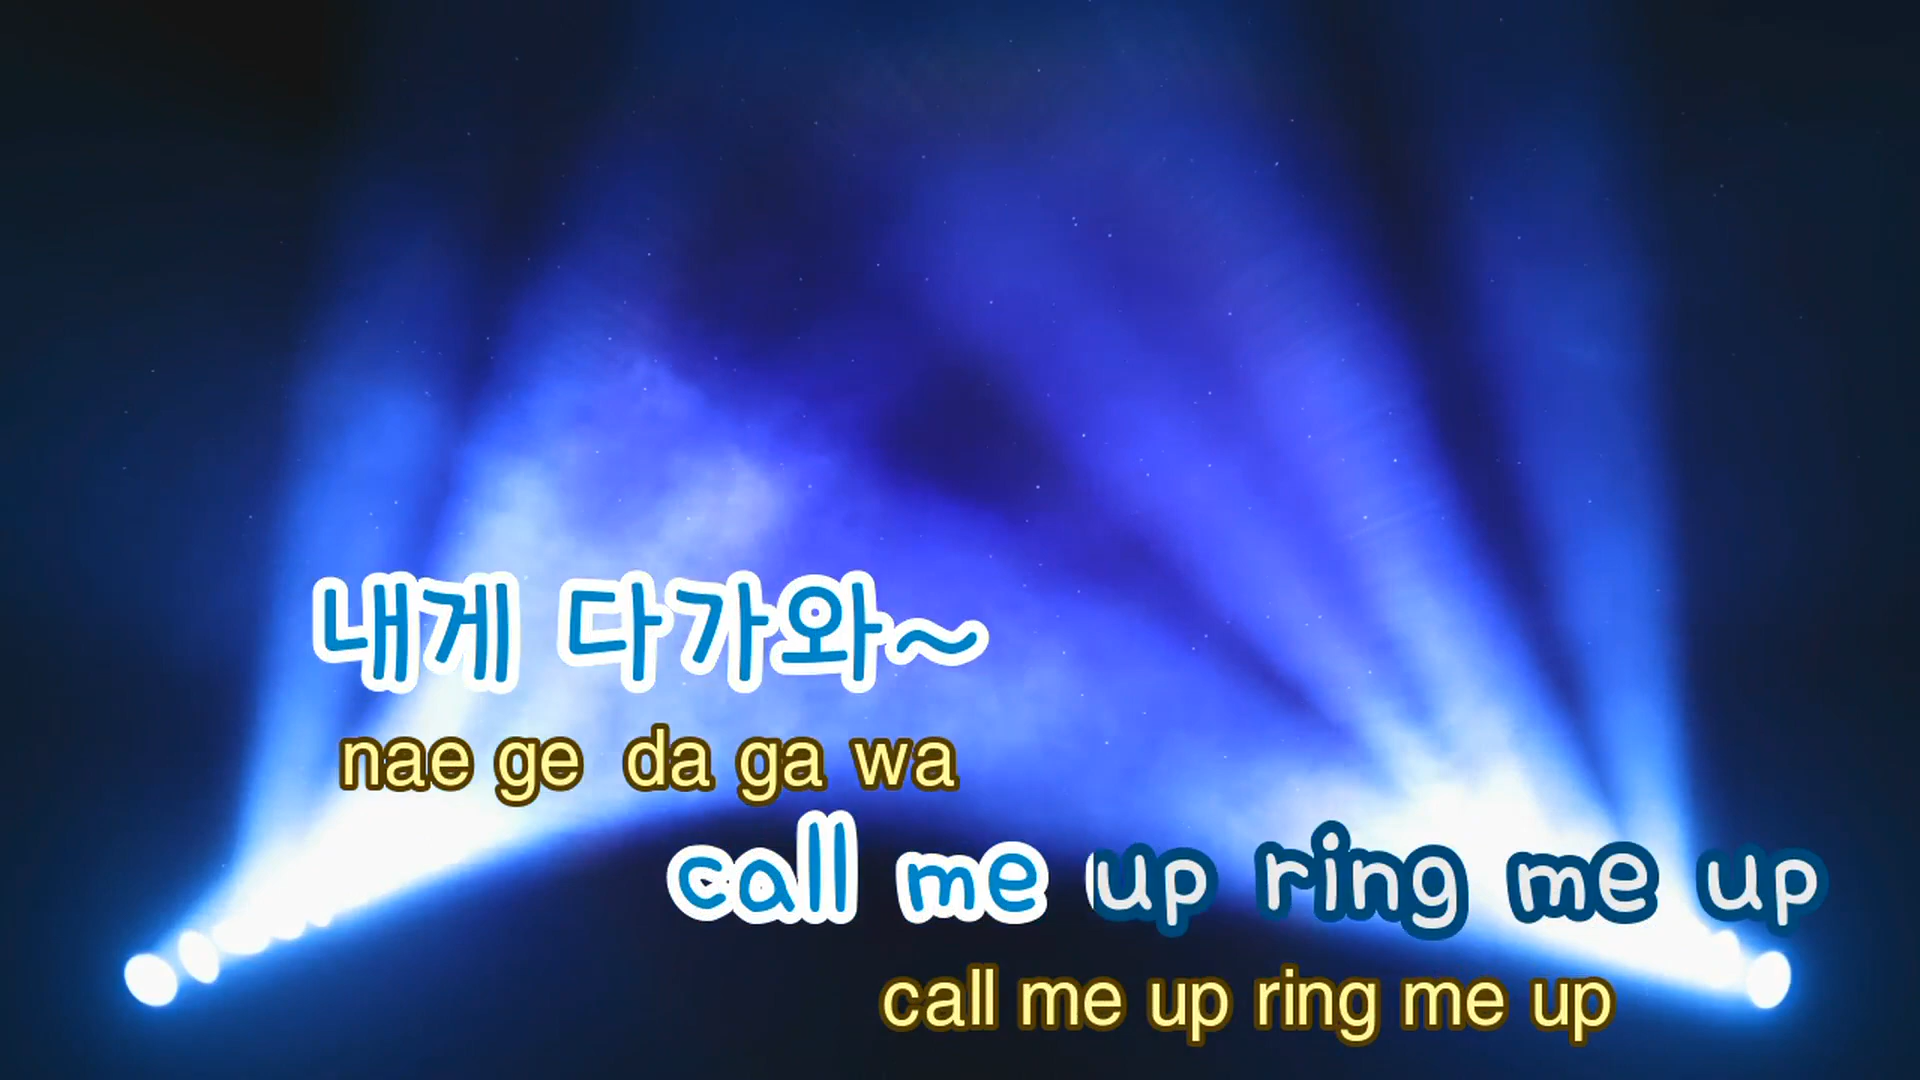 내게 다가와~
nae ge da ga wa
call me up ring me up
call me up ring me up